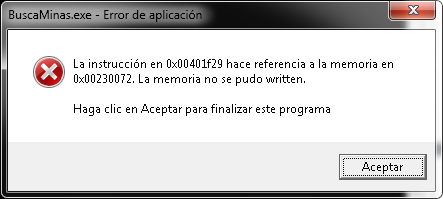 BuscaMinas.exe - Error de aplicación
La instrucción en 0x00401f29 hace referencia a la memoria en
0x00230072. La memoria no se pudo written.
Haga clic en Aceptar para finalizar este programa
Aceptar